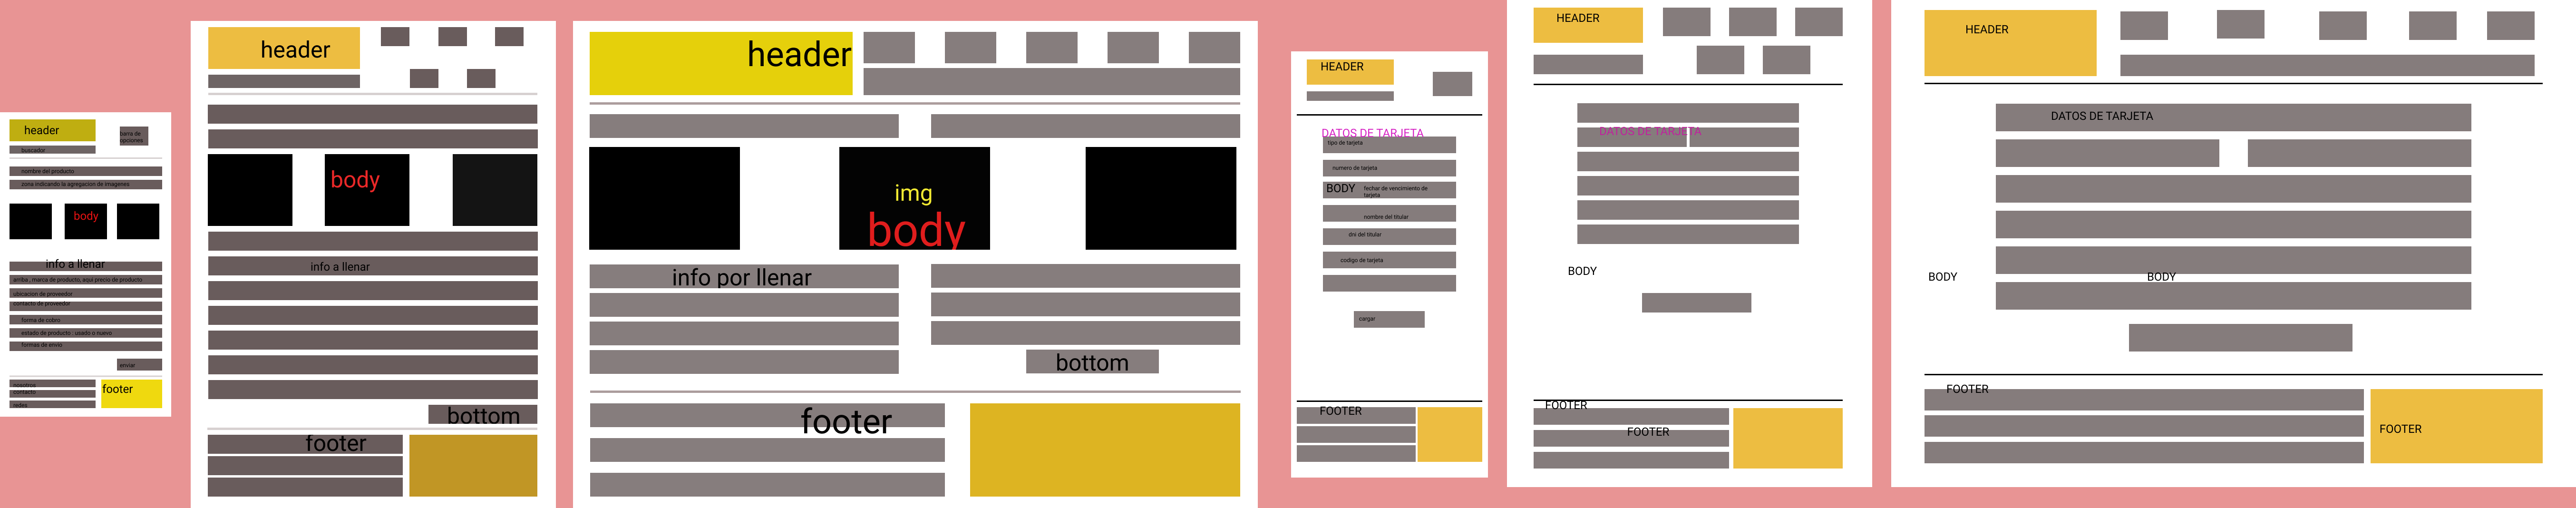 header
barra de
opciones
buscador
nombre del producto
zona indicando la agregacion de imagenes
body
info a llenar
arriba , marca de producto, aqui precio de producto
ubicacion de proveedor
contacto de proveedor
forma de cobro
estado de producto : usado o nuevo
formas de envio
enviar
nosotros
contacto
redes
footer
header
body
info a llenar
bottom
footer
header
img
body
info por llenar
bottom
footer
HEADER
DATOS DE TARJETA
tipo de tarjeta
numero de tarjeta
BODY
fechar de vencimiento de
tarjeta
nombre del titular
dni del titular
codigo de tarjeta
cargar
FOOTER
HEADER
DATOS DE TARJETA
BODY
FOOTER
FOOTER
HEADER
DATOS DE TARJETA
BODY
BODY
FOOTER
FOOTER